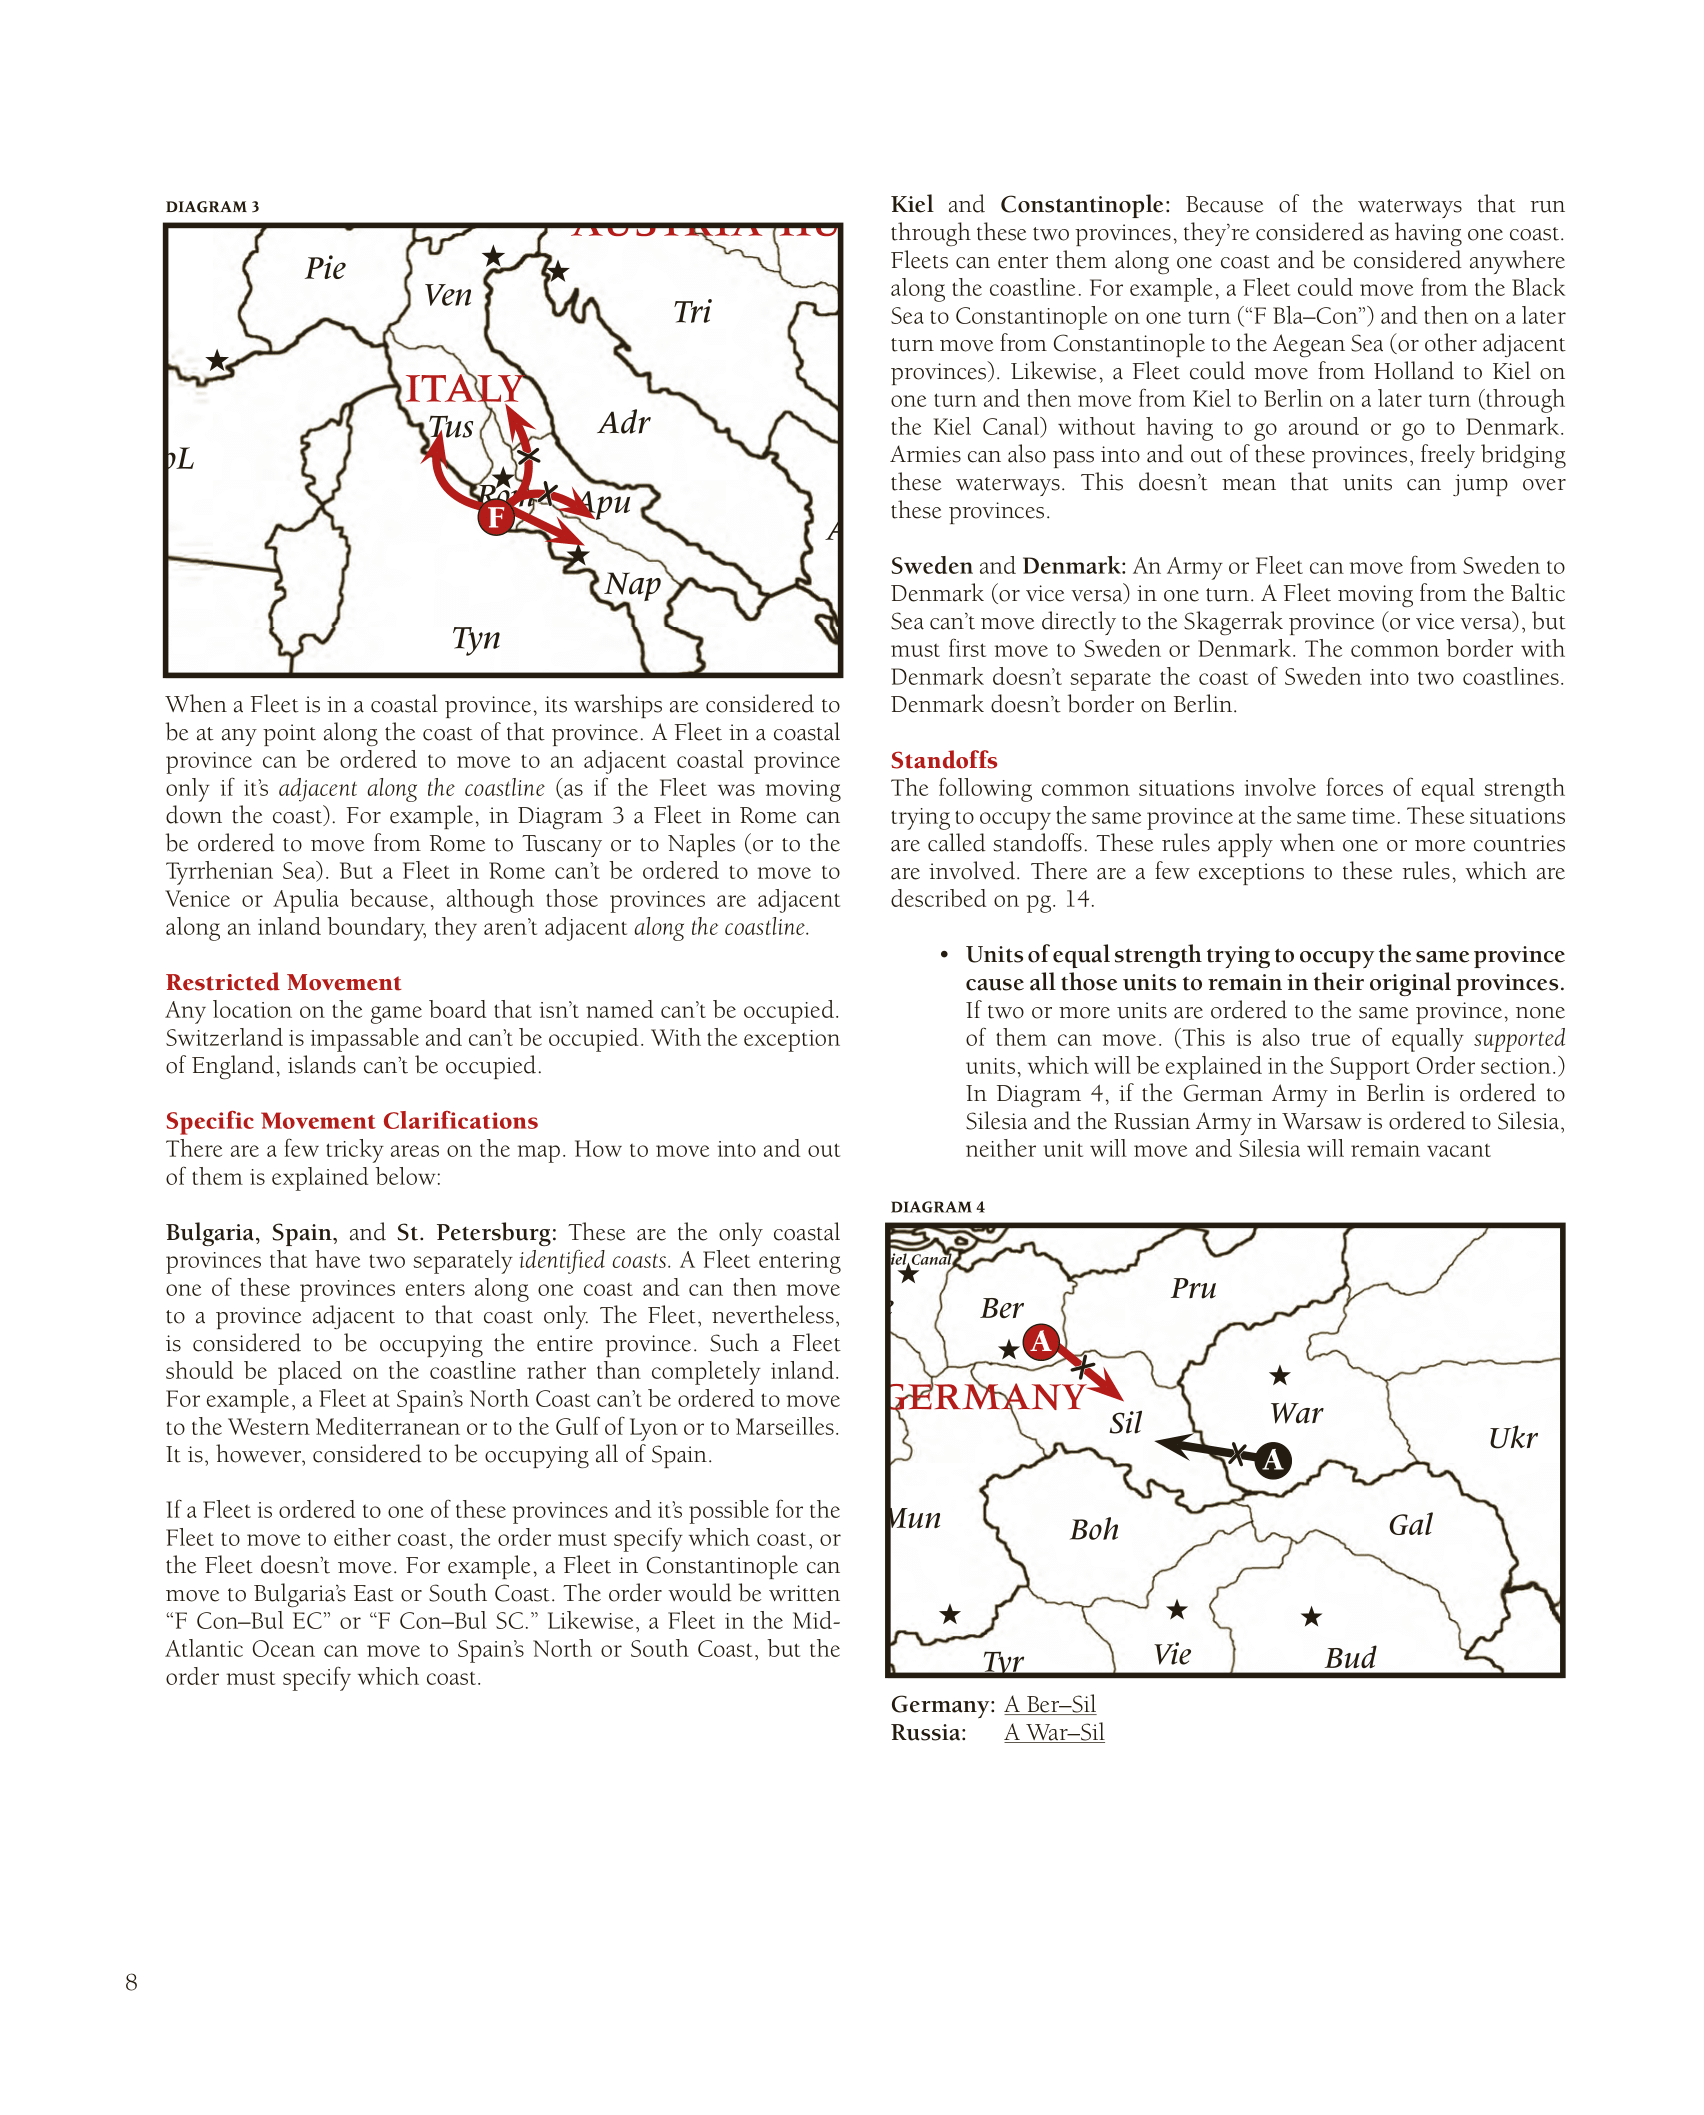 DIAGRAM 3
AUSTRIA HU
Pie
Ven
Tri
ITALY
Tus
Adr
oL
Rom
Apu
F
A
Nap
Tyn
When a Fleet is in a coastal province, its warships are considered to
be at any point along the coast of that province. A Fleet in a coastal
province can be ordered to move to an adjacent coastal province
only if it’s adjacent along the coastline (as if the Fleet was moving
down the coast). For example, in Diagram 3 a Fleet in Rome can
be ordered to move from Rome to Tuscany or to Naples (or to the
Tyrrhenian Sea). But a Fleet in Rome can’t be ordered to move to
Venice or Apulia because, although those provinces are adjacent
along an inland boundary, they aren’t adjacent along the coastline.
Restricted Movement
Any location on the game board that isn’t named can’t be occupied.
Switzerland is impassable and can’t be occupied. With the exception
of England, islands can’t be occupied.
Specific Movement Clarifications
There are a few tricky areas on the map. How to move into and out
of them is explained below:
Bulgaria, Spain, and St. Petersburg: These are the only coastal
provinces that have two separately identified coasts. A Fleet entering
one of these provinces enters along one coast and can then move
to a province adjacent to that coast only. The Fleet, nevertheless,
is considered to be occupying the entire province. Such a Fleet
should be placed on the coastline rather than completely inland.
For example, a Fleet at Spain’s North Coast can’t be ordered to move
to the Western Mediterranean or to the Gulf of Lyon or to Marseilles.
It is, however, considered to be occupying all of Spain.
If a Fleet is ordered to one of these provinces and it’s possible for the
Fleet to move to either coast, the order must specify which coast, or
the Fleet doesn’t move. For example, a Fleet in Constantinople can
move to Bulgaria’s East or South Coast. The order would be written
“F Con–Bul EC” or “F Con–Bul SC.” Likewise, a Fleet in the Mid-
Atlantic Ocean can move to Spain’s North or South Coast, but the
order must specify which coast.
Kiel and Constantinople: Because of the waterways that run
through these two provinces, they’re considered as having one coast.
Fleets can enter them along one coast and be considered anywhere
along the coastline. For example, a Fleet could move from the Black
Sea to Constantinople on one turn (“F Bla–Con”) and then on a later
turn move from Constantinople to the Aegean Sea (or other adjacent
provinces). Likewise, a Fleet could move from Holland to Kiel on
one turn and then move from Kiel to Berlin on a later turn (through
the Kiel Canal) without having to go around or go to Denmark.
Armies can also pass into and out of these provinces, freely bridging
these waterways. This doesn’t mean that units can jump over
these provinces.
Sweden and Denmark: An Army or Fleet can move from Sweden to
Denmark (or vice versa) in one turn. A Fleet moving from the Baltic
Sea can’t move directly to the Skagerrak province (or vice versa), but
must first move to Sweden or Denmark. The common border with
Denmark doesn’t separate the coast of Sweden into two coastlines.
Denmark doesn’t border on Berlin.
Standoffs
The following common situations involve forces of equal strength
trying to occupy the same province at the same time. These situations
are called standoffs. These rules apply when one or more countries
are involved. There are a few exceptions to these rules, which are
described on pg. 14.
• Units of equal strength trying to occupy the same province
cause all those units to remain in their original provinces.
If two or more units are ordered to the same province, none
of them can move. (This is also true of equally supported
units, which will be explained in the Support Order section.)
In Diagram 4, if the German Army in Berlin is ordered to
Silesia and the Russian Army in Warsaw is ordered to Silesia,
neither unit will move and Silesia will remain vacant
DIAGRAM 4
iel Canal
Pru
Ber
A
GERMANY
Sil
War
Ukr
A
Mun
Boh
Gal
Tyr
Vie
Bud
Germany: A Ber–Sil
Russia: A War–Sil
8